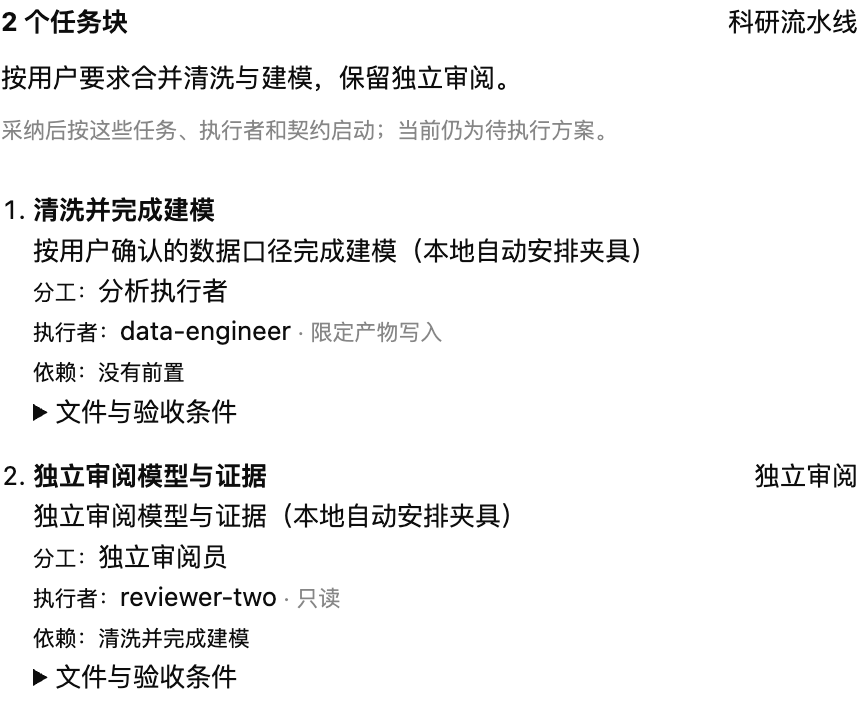 2 个任务块 科研流水线
按用户要求合并清洗与建模，保留独立审阅。
采纳后按这些任务、执行者和契约启动；当前仍为待执行方案。
1. 清洗并完成建模
按用户确认的数据口径完成建模（本地自动安排夹具）
分工：分析执行者
执行者：data-engineer · 限定产物写入
依赖：没有前置
▶ 文件与验收条件
2. 独立审阅模型与证据 独立审阅
独立审阅模型与证据（本地自动安排夹具）
分工：独立审阅员
执行者：reviewer-two · 只读
依赖：清洗并完成建模
▶ 文件与验收条件